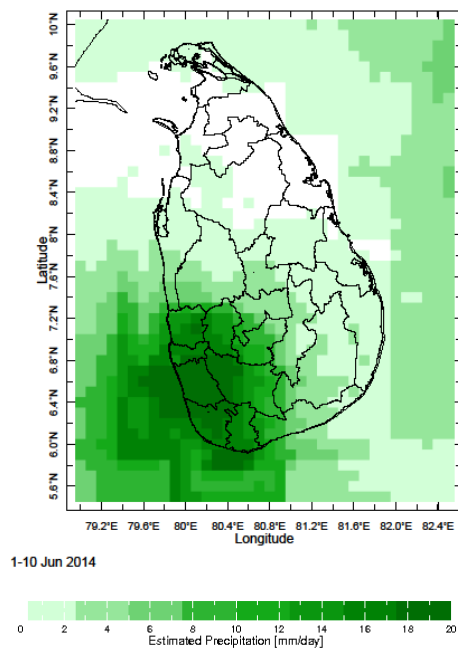 10°N
9.6°N
9.2°N
8.8°N
8.4°N
8°N
7.6°N
7.2°N
6.8°N
6.4°N
6.0°N
5.6°N
Latitude
79.2°E 79.6°E 80°E 80.4°E 80.8°E 81.2°E 81.6°E 82.0°E 82.4°E
Longitude
1-10 Jun 2014
0 2 4 6 8 10 12 14 16 18 20
Estimated Precipitation [mm/day]